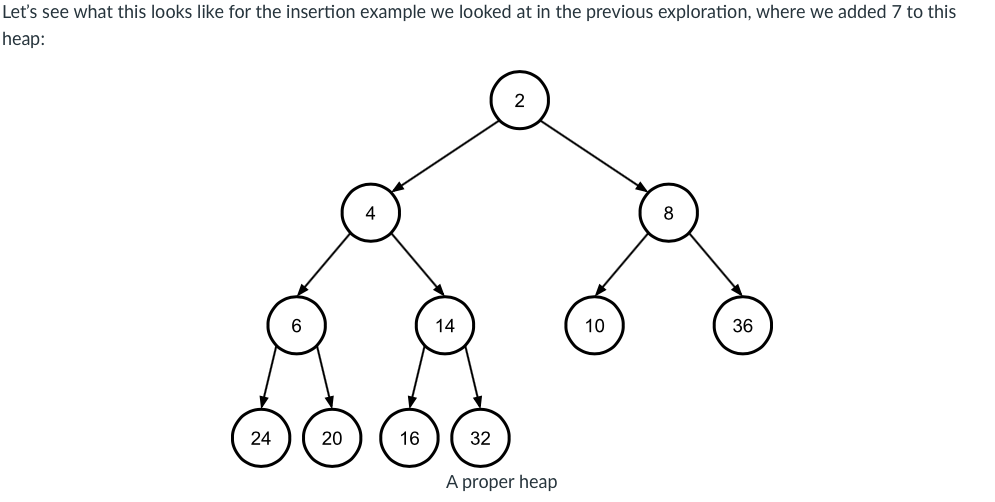 Let's see what this looks like for the insertion example we looked at in the previous exploration, where we added 7 to this
heap:
2
4 8
6 14 10 36
24 20 16 32
A proper heap